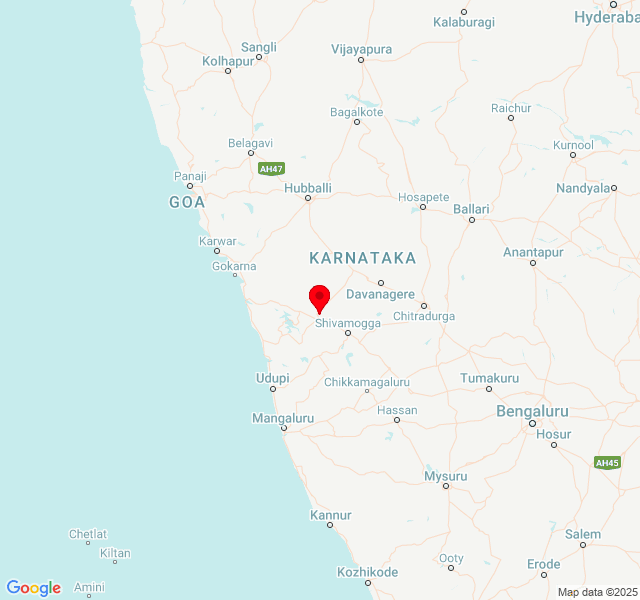 Hyderaba
Kalaburagi
Sangli
Vijayapura
Kolhapur
Raichur
Bagalkote
Belagavi
Kurnool
AH47
Panaji
Hubballi
Nandyala
GOA
Hosapete
Ballari
Karwar
Anantapur
KARNATAKA
Gokarna
Davanagere
Chitradurga
Shivamogga
Udupi
Chikkamagaluru
Tumakuru
Hassan
Bengaluru
Mangaluru
Hosur
AH45
Mysuru
Kannur
Chetlat
Salem
Kiltan
Ooty
Erode
Kozhikode
Amini
Google
Map data ©2025